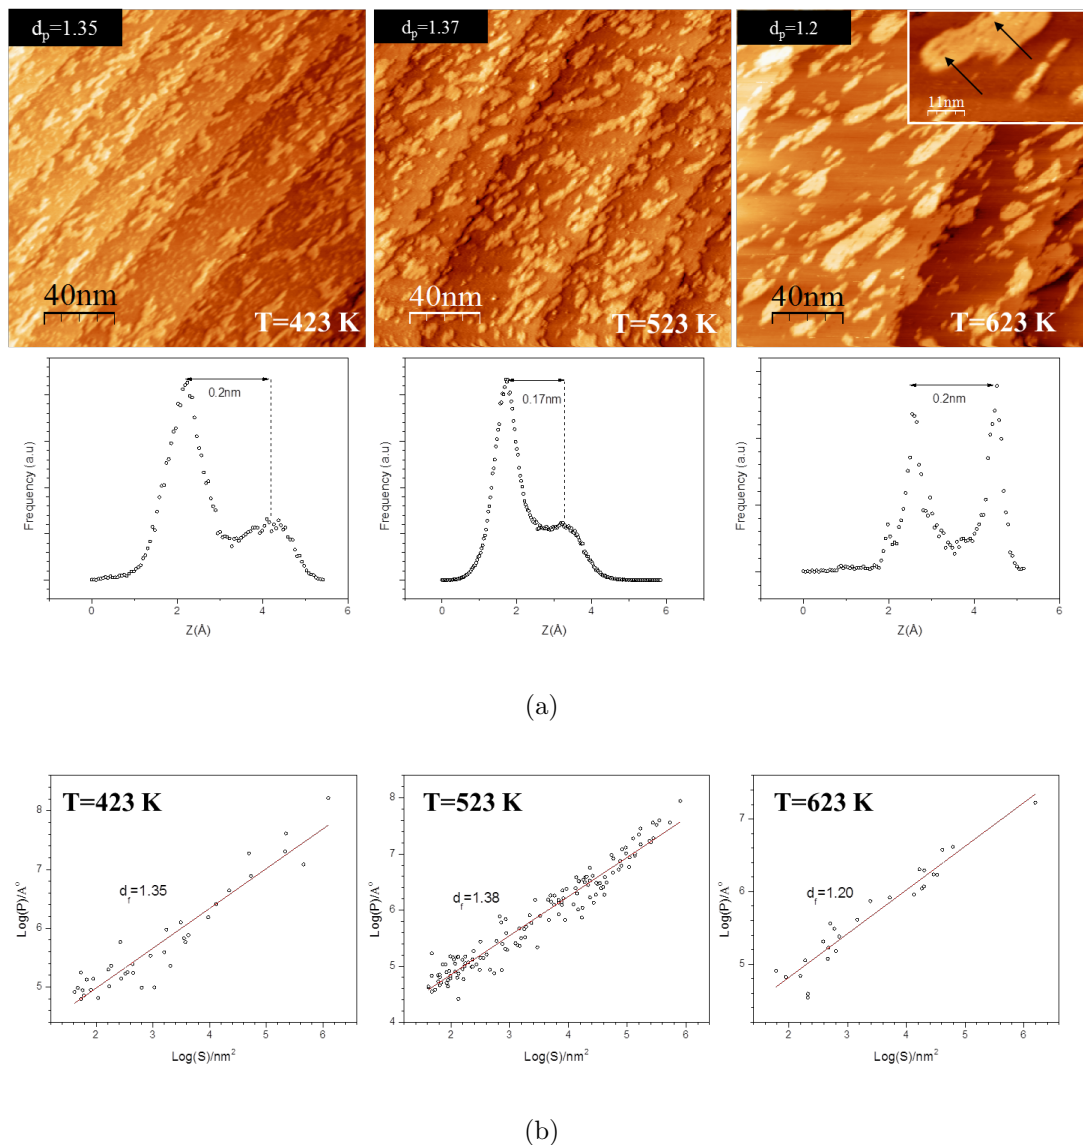 dp=1.35
dp=1.37
dp=1.2
11nm
40nm
T=423 K
40nm
T=523 K
40nm
T=623 K
0.2nm
Frequency (a.u)
0 2 4 6
Z(Å)
0.17nm
Frequency (a.u)
0 2 4 6
Z(Å)
0.2nm
Frequency (a.u)
0 2 4 6
Z(Å)
(a)
T=423 K
df=1.35
Log(P)/A°
8
7
6
5
2 3 4 5 6
Log(S)/nm²
T=523 K
df=1.38
Log(P)/A°
8
7
6
5
4
2 3 4 5 6
Log(S)/nm²
T=623 K
df=1.20
Log(P)/A°
7
6
5
2 3 4 5 6
Log(S)/nm²
(b)